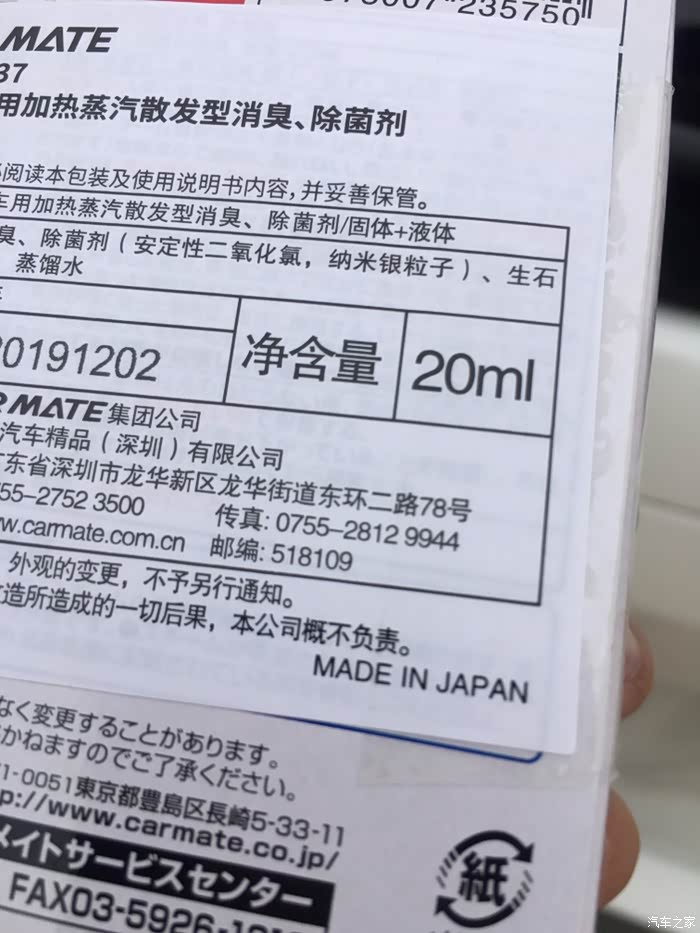 235750
MATE
37
用加热蒸汽散发型消臭、除菌剂
阅读本包装及使用说明书内容,并妥善保管。
车用加热蒸汽散发型消臭、除菌剂/固体+液体
臭、除菌剂(安定性二氧化氯,纳米银粒子)、生石
蒸馏水
20191202
净含量
20ml
R MATE集团公司
汽车精品(深圳)有限公司
广东省深圳市龙华新区龙华街道东环二路78号
755-2752 3500 传真: 0755-2812 9944
w.carmate.com.cn 邮编: 518109
外观的变更,不予另行通知。
造所造成的一切后果,本公司概不负责。
MADE IN JAPAN
なく変更することがあります。
かねますのでご了承ください。
1-0051東京都豊島区長崎5-33-11
p://www.carmate.co.jp/
メイトサービスセンター
FAX03-5926-
紙
汽车之家